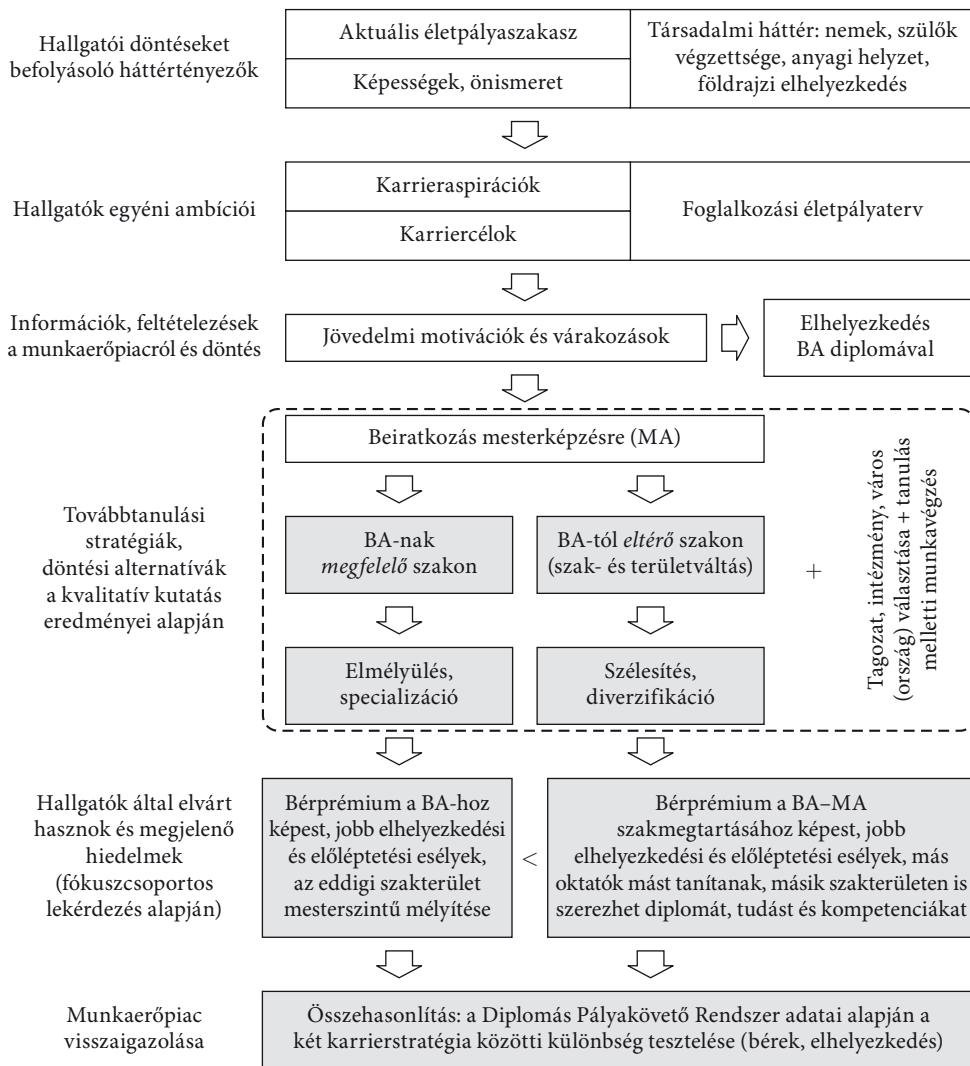 Hallgatói döntéseket
befolyásoló háttértényezők
Aktuális életpályaszakasz
Képességek, önismeret
Társadalmi háttér: nemek, szülők
végzettsége, anyagi helyzet,
földrajzi elhelyezkedés
Hallgatók egyéni ambíciói
Karrieraspirációk
Karriercélok
Foglalkozási életpályaterv
Információk, feltételezések
a munkaerőpiacról és döntés
Jövedelmi motivációk és várakozások
Elhelyezkedés
BA diplomával
Továbbtanulási
stratégiák,
döntési alternatívák
a kvalitatív kutatás
eredményei alapján
Beiratkozás mesterképzésre (MA)
BA-nak
megfelelő szakon
BA-tól eltérő szakon
(szak- és területváltás)
Elmélyülés,
specializáció
Szélesítés,
diverzifikáció
+
Tagozat, intézmény, város
(ország) választása + tanulás
melletti munkavégzés
Hallgatók által elvárt
hasznok és megjelenő
hiedelmek
(fókuszcsoportos
lekérdezés alapján)
Bérprémium a BA-hoz
képest, jobb elhelyezkedési
és előléptetési esélyek,
az eddigi szakterület
mesterszintű mélyítése
<
Bérprémium a BA–MA
szakmegtartásához képest, jobb
elhelyezkedési és előléptetési esélyek, más
oktatók mást tanítanak, másik szakterületen is
szerezhet diplomát, tudást és kompetenciákat
Munkaerőpiac
visszaigazolása
Összehasonlítás: a Diplomás Pályakövető Rendszer adatai alapján a
két karrierstratégia közötti különbség tesztelése (bérek, elhelyezkedés)